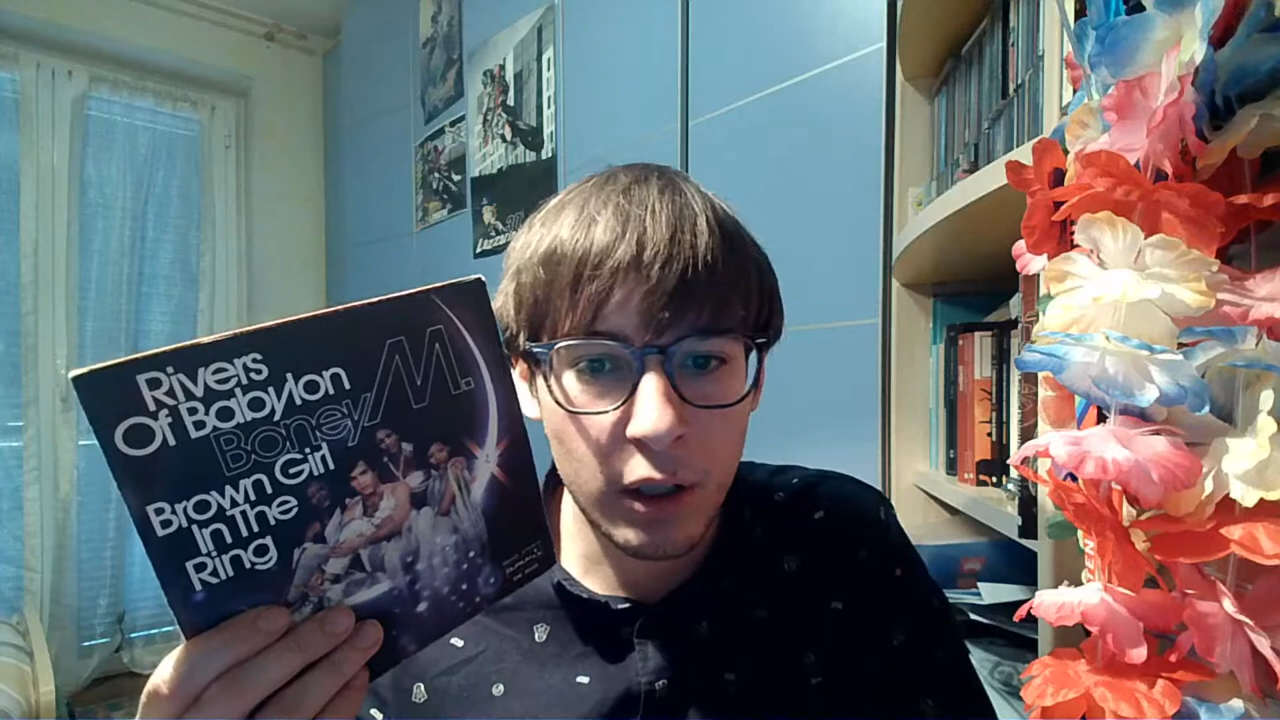 Rivers
Of Babylon
Boney M.
Brown Girl
In The
Ring